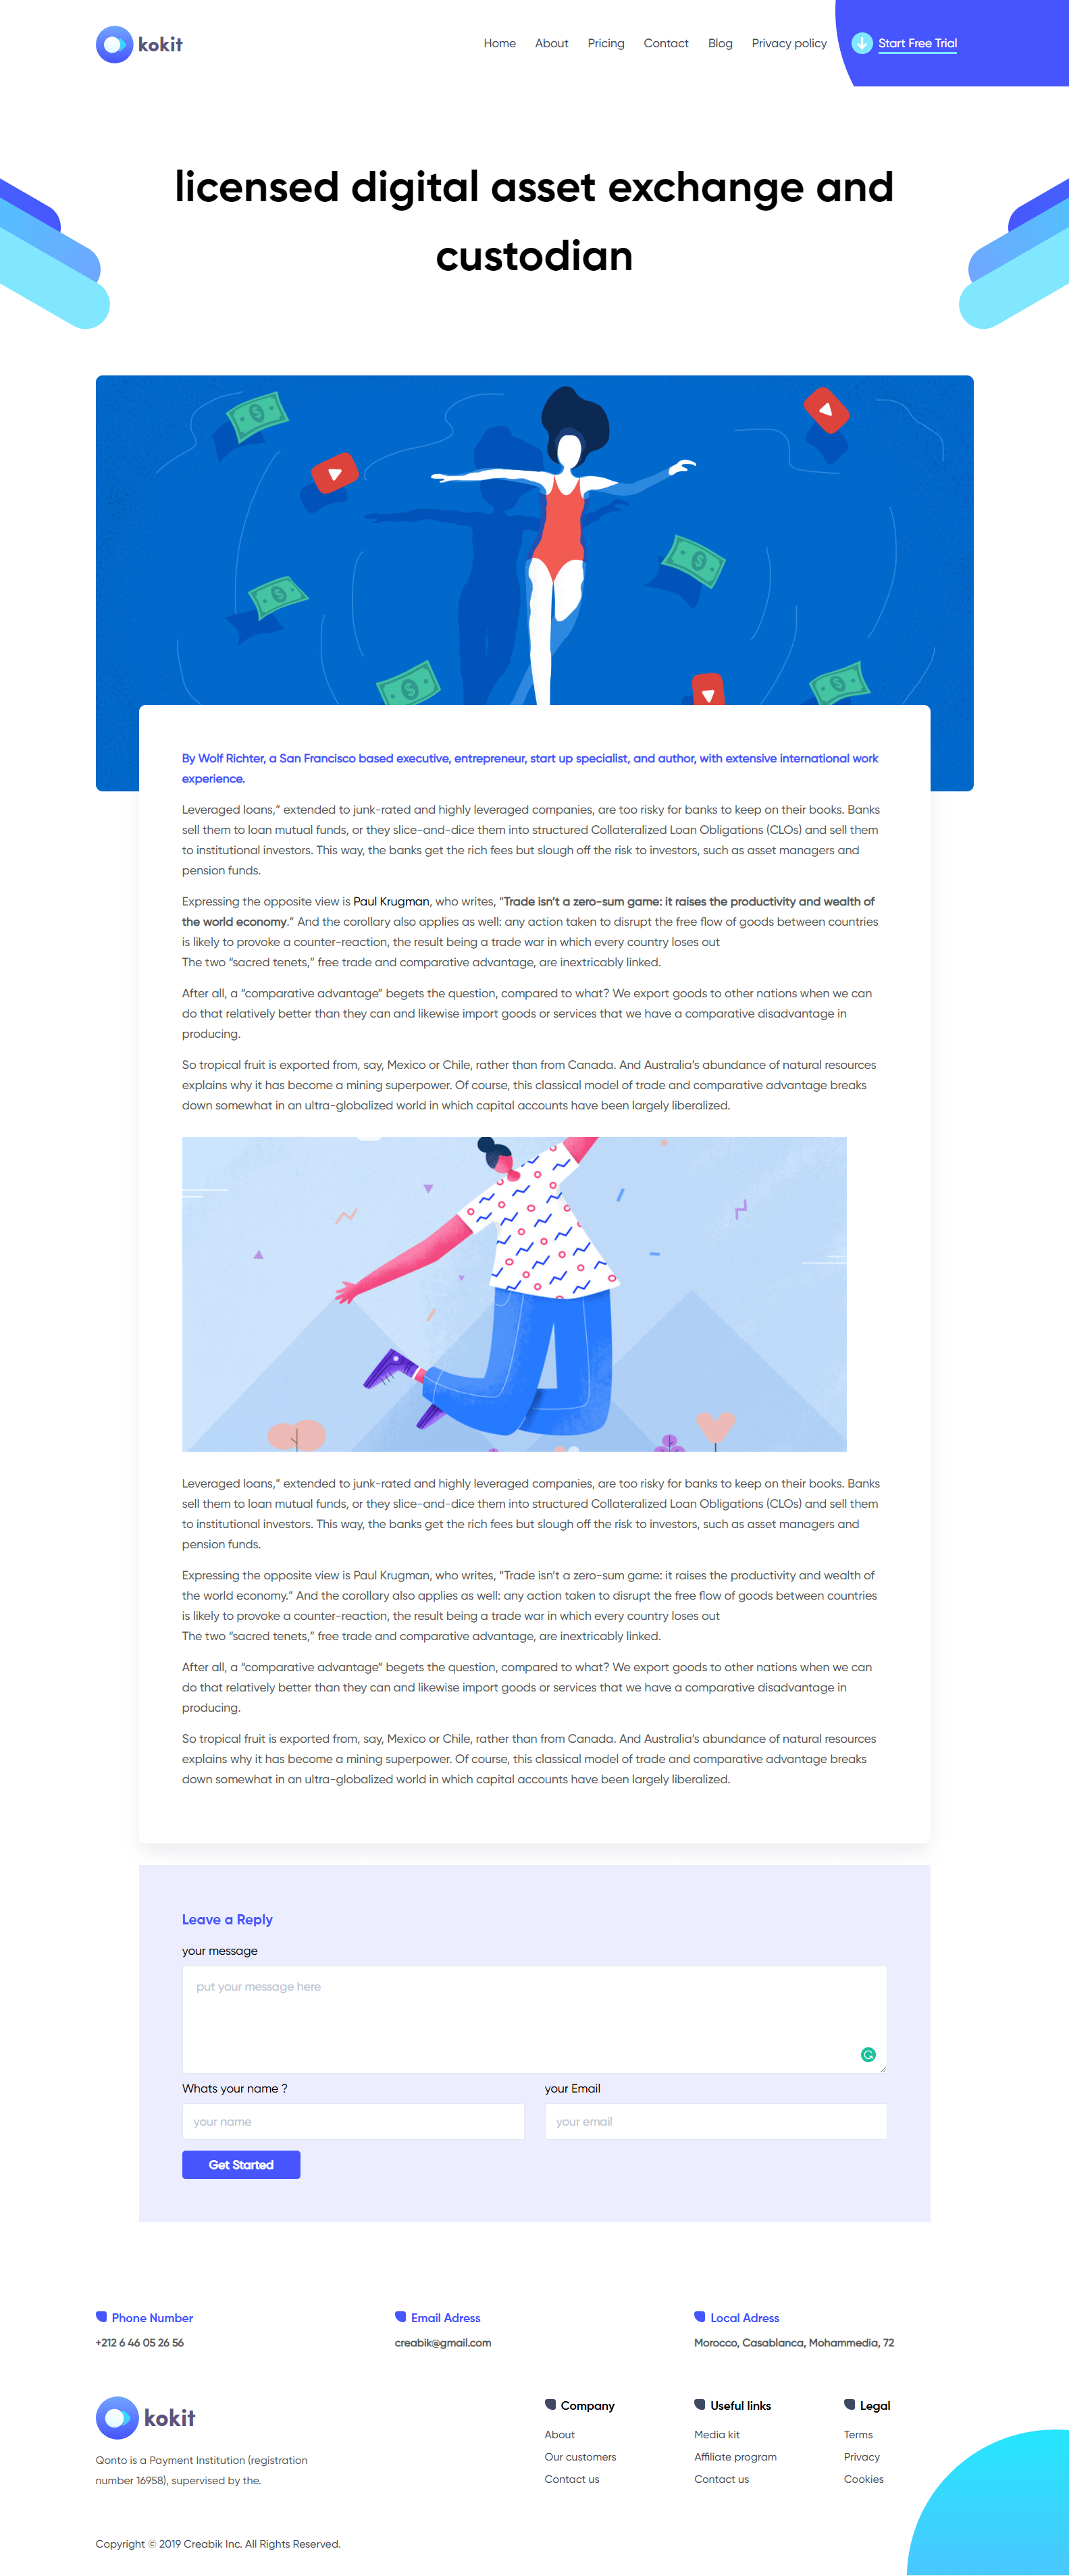 kokit
Home About Pricing Contact Blog Privacy policy Start Free Trial
licensed digital asset exchange and
custodian
By Wolf Richter, a San Francisco based executive, entrepreneur, start up specialist, and author, with extensive international work
experience.
Leveraged loans,” extended to junk-rated and highly leveraged companies, are too risky for banks to keep on their books. Banks
sell them to loan mutual funds, or they slice-and-dice them into structured Collateralized Loan Obligations (CLOs) and sell them
to institutional investors. This way, the banks get the rich fees but slough off the risk to investors, such as asset managers and
pension funds.
Expressing the opposite view is Paul Krugman, who writes, “Trade isn’t a zero-sum game: it raises the productivity and wealth of
the world economy.” And the corollary also applies as well: any action taken to disrupt the free flow of goods between countries
is likely to provoke a counter-reaction, the result being a trade war in which every country loses out
The two “sacred tenets,” free trade and comparative advantage, are inextricably linked.
After all, a “comparative advantage” begets the question, compared to what? We export goods to other nations when we can
do that relatively better than they can and likewise import goods or services that we have a comparative disadvantage in
producing.
So tropical fruit is exported from, say, Mexico or Chile, rather than from Canada. And Australia’s abundance of natural resources
explains why it has become a mining superpower. Of course, this classical model of trade and comparative advantage breaks
down somewhat in an ultra-globalized world in which capital accounts have been largely liberalized.
Leveraged loans,” extended to junk-rated and highly leveraged companies, are too risky for banks to keep on their books. Banks
sell them to loan mutual funds, or they slice-and-dice them into structured Collateralized Loan Obligations (CLOs) and sell them
to institutional investors. This way, the banks get the rich fees but slough off the risk to investors, such as asset managers and
pension funds.
Expressing the opposite view is Paul Krugman, who writes, “Trade isn’t a zero-sum game: it raises the productivity and wealth of
the world economy.” And the corollary also applies as well: any action taken to disrupt the free flow of goods between countries
is likely to provoke a counter-reaction, the result being a trade war in which every country loses out
The two “sacred tenets,” free trade and comparative advantage, are inextricably linked.
After all, a “comparative advantage” begets the question, compared to what? We export goods to other nations when we can
do that relatively better than they can and likewise import goods or services that we have a comparative disadvantage in
producing.
So tropical fruit is exported from, say, Mexico or Chile, rather than from Canada. And Australia’s abundance of natural resources
explains why it has become a mining superpower. Of course, this classical model of trade and comparative advantage breaks
down somewhat in an ultra-globalized world in which capital accounts have been largely liberalized.
Leave a Reply
your message
put your message here
Whats your name ? your Email
your name your email
Get Started
Phone Number Email Adress Local Adress
+212 6 46 05 26 56 creabik@gmail.com Morocco, Casablanca, Mohammedia, 72
kokit
Qonto is a Payment Institution (registration
number 16958), supervised by the.
Company
About
Our customers
Contact us
Useful links
Media kit
Affiliate program
Contact us
Legal
Terms
Privacy
Cookies
Copyright © 2019 Creabik Inc. All Rights Reserved.